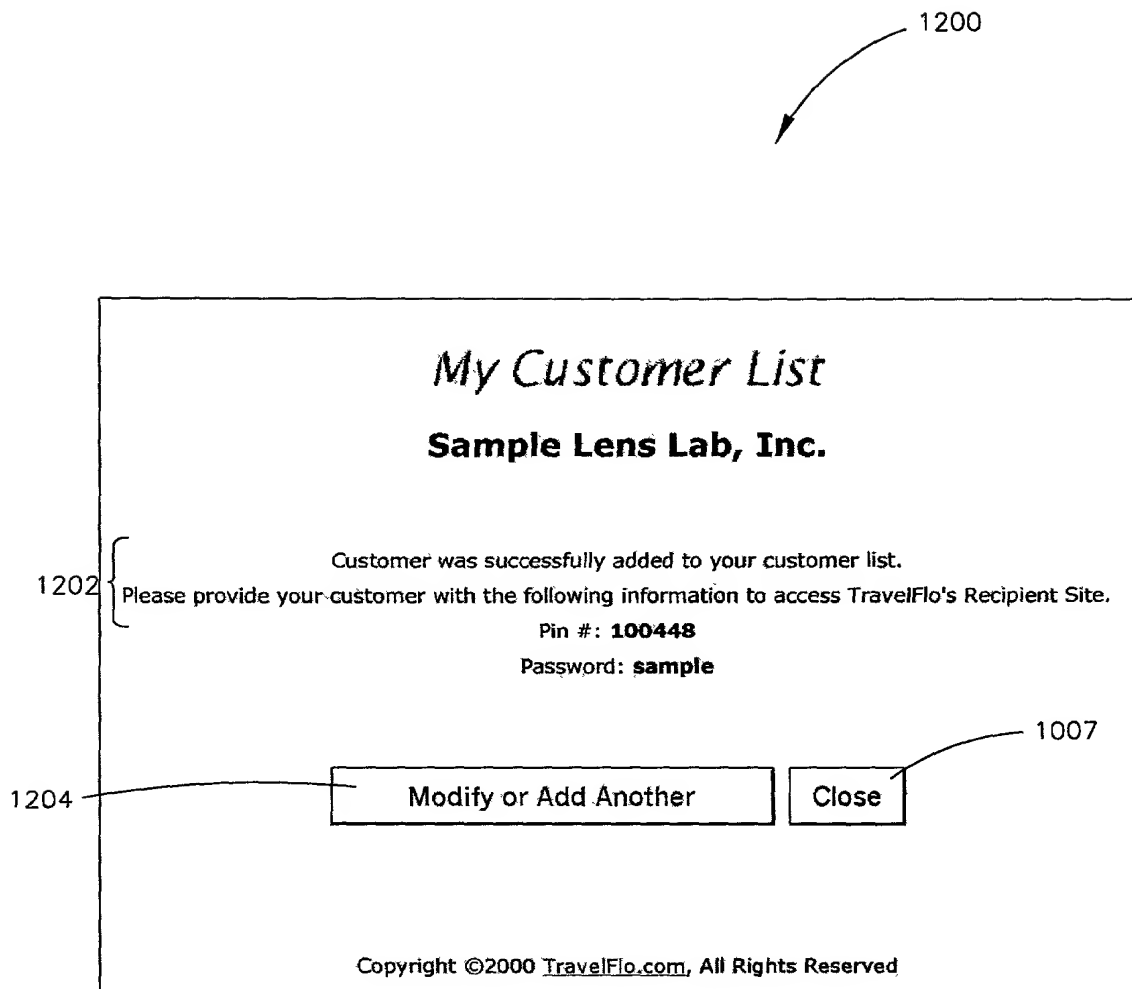 1200
My Customer List
Sample Lens Lab, Inc.
Customer was successfully added to your customer list.
1202
Please provide your customer with the following information to access TravelFlo's Recipient Site.
Pin #: 100448
Password: sample
1007
1204
Modify or Add Another
Close
Copyright ©2000 TravelFlo.com, All Rights Reserved